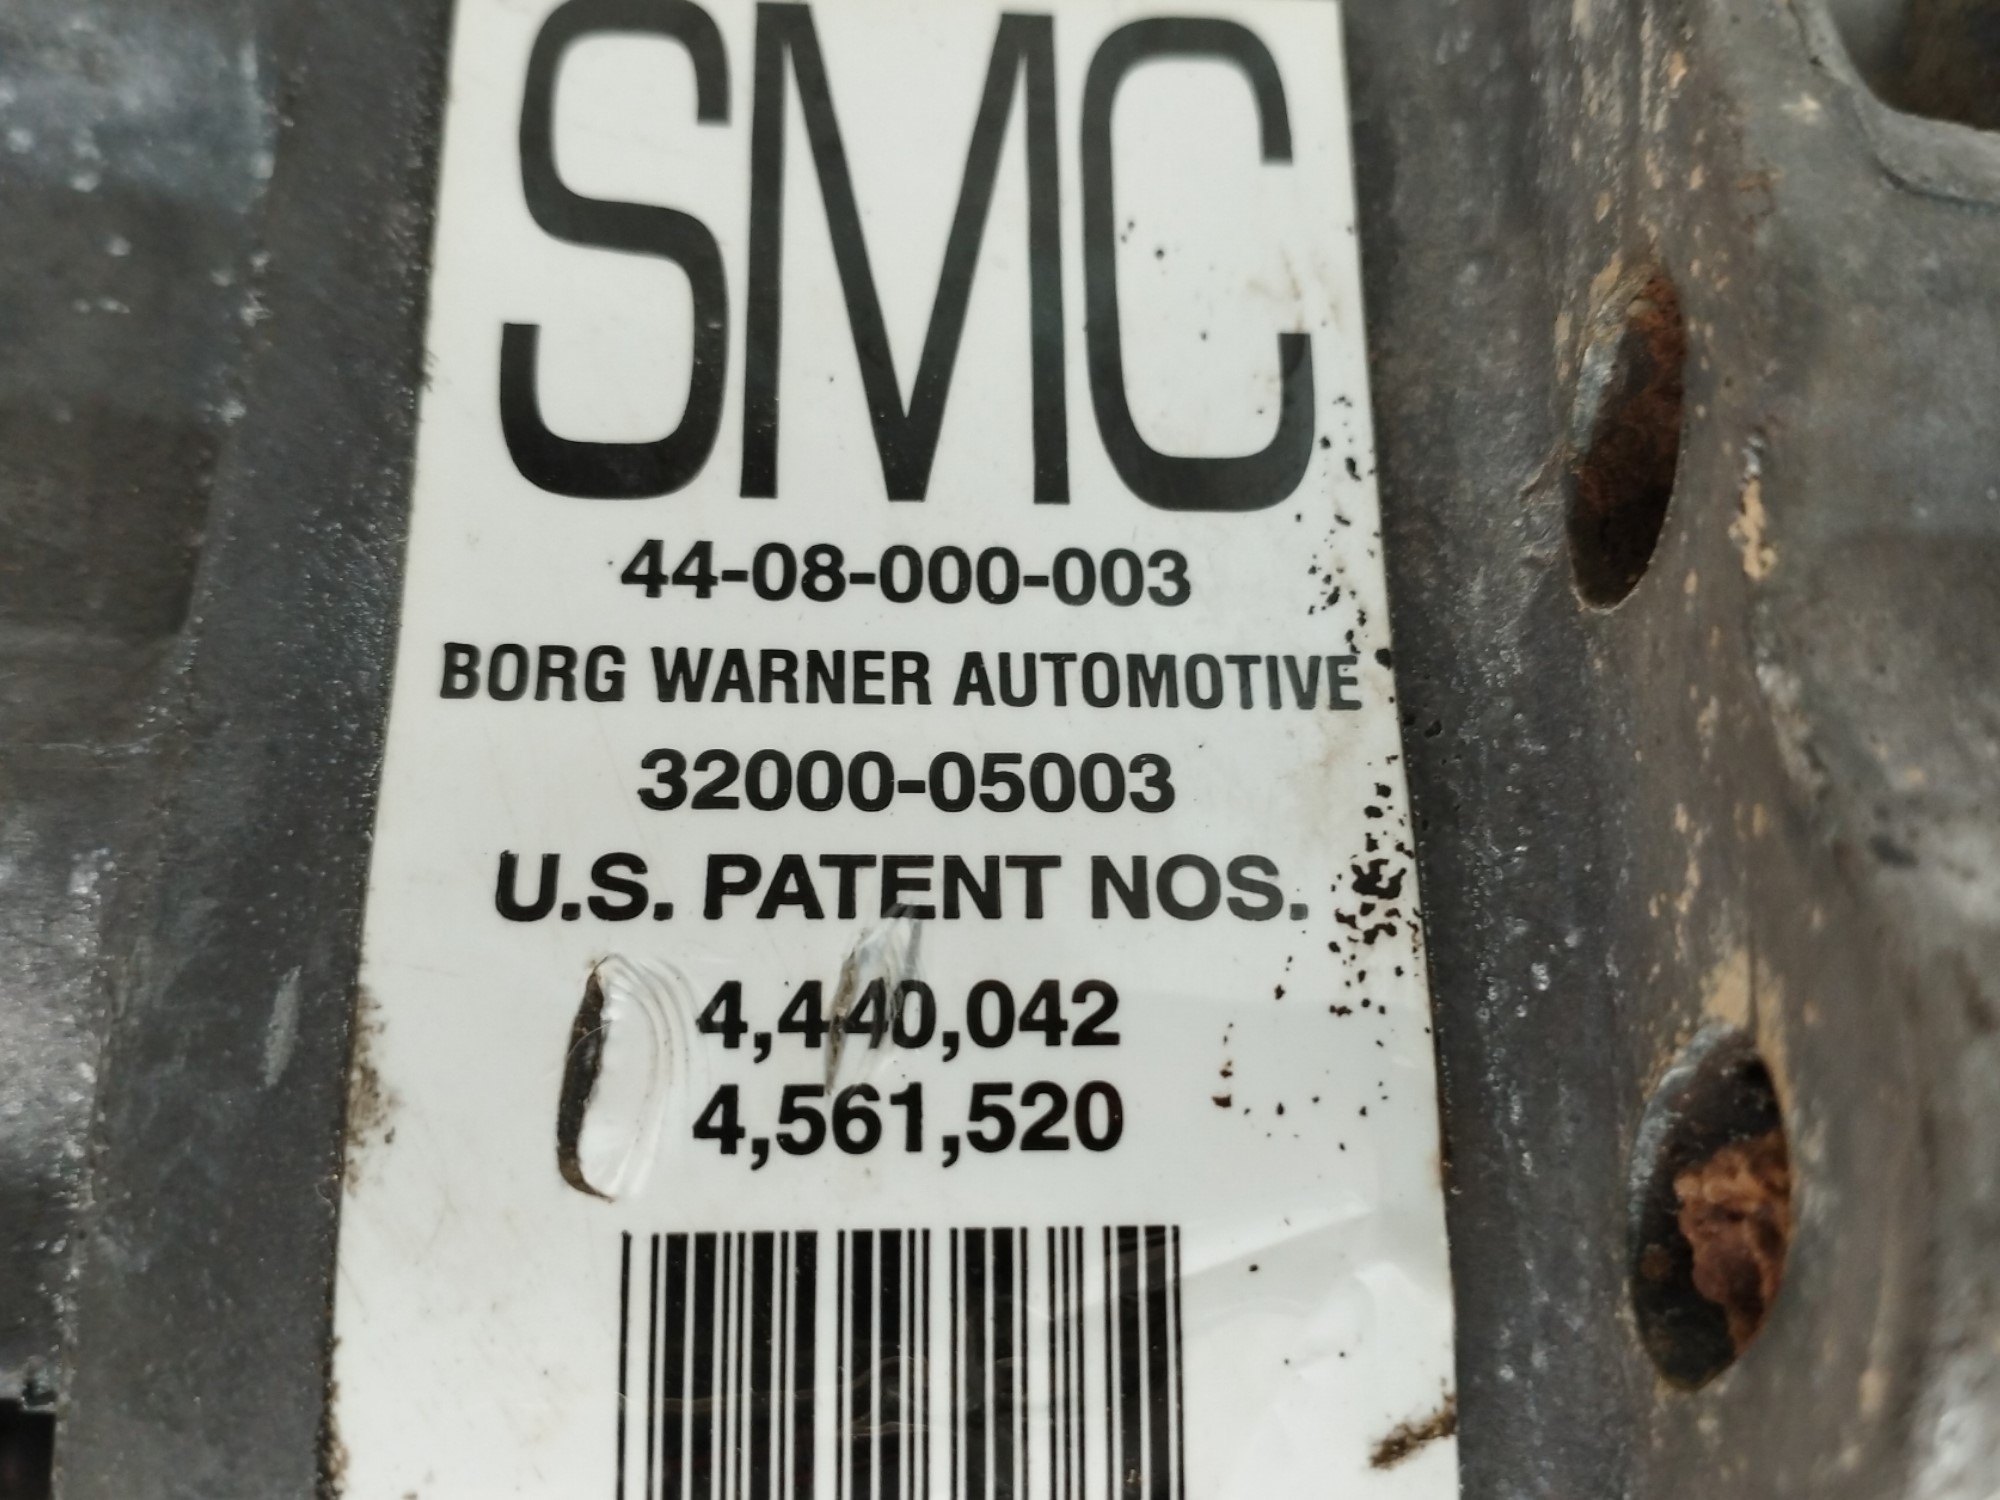 SMC
44-08-000-003
BORG WARNER AUTOMOTIVE
32000-05003
U.S. PATENT NOS.
4,440,042
4,561,520